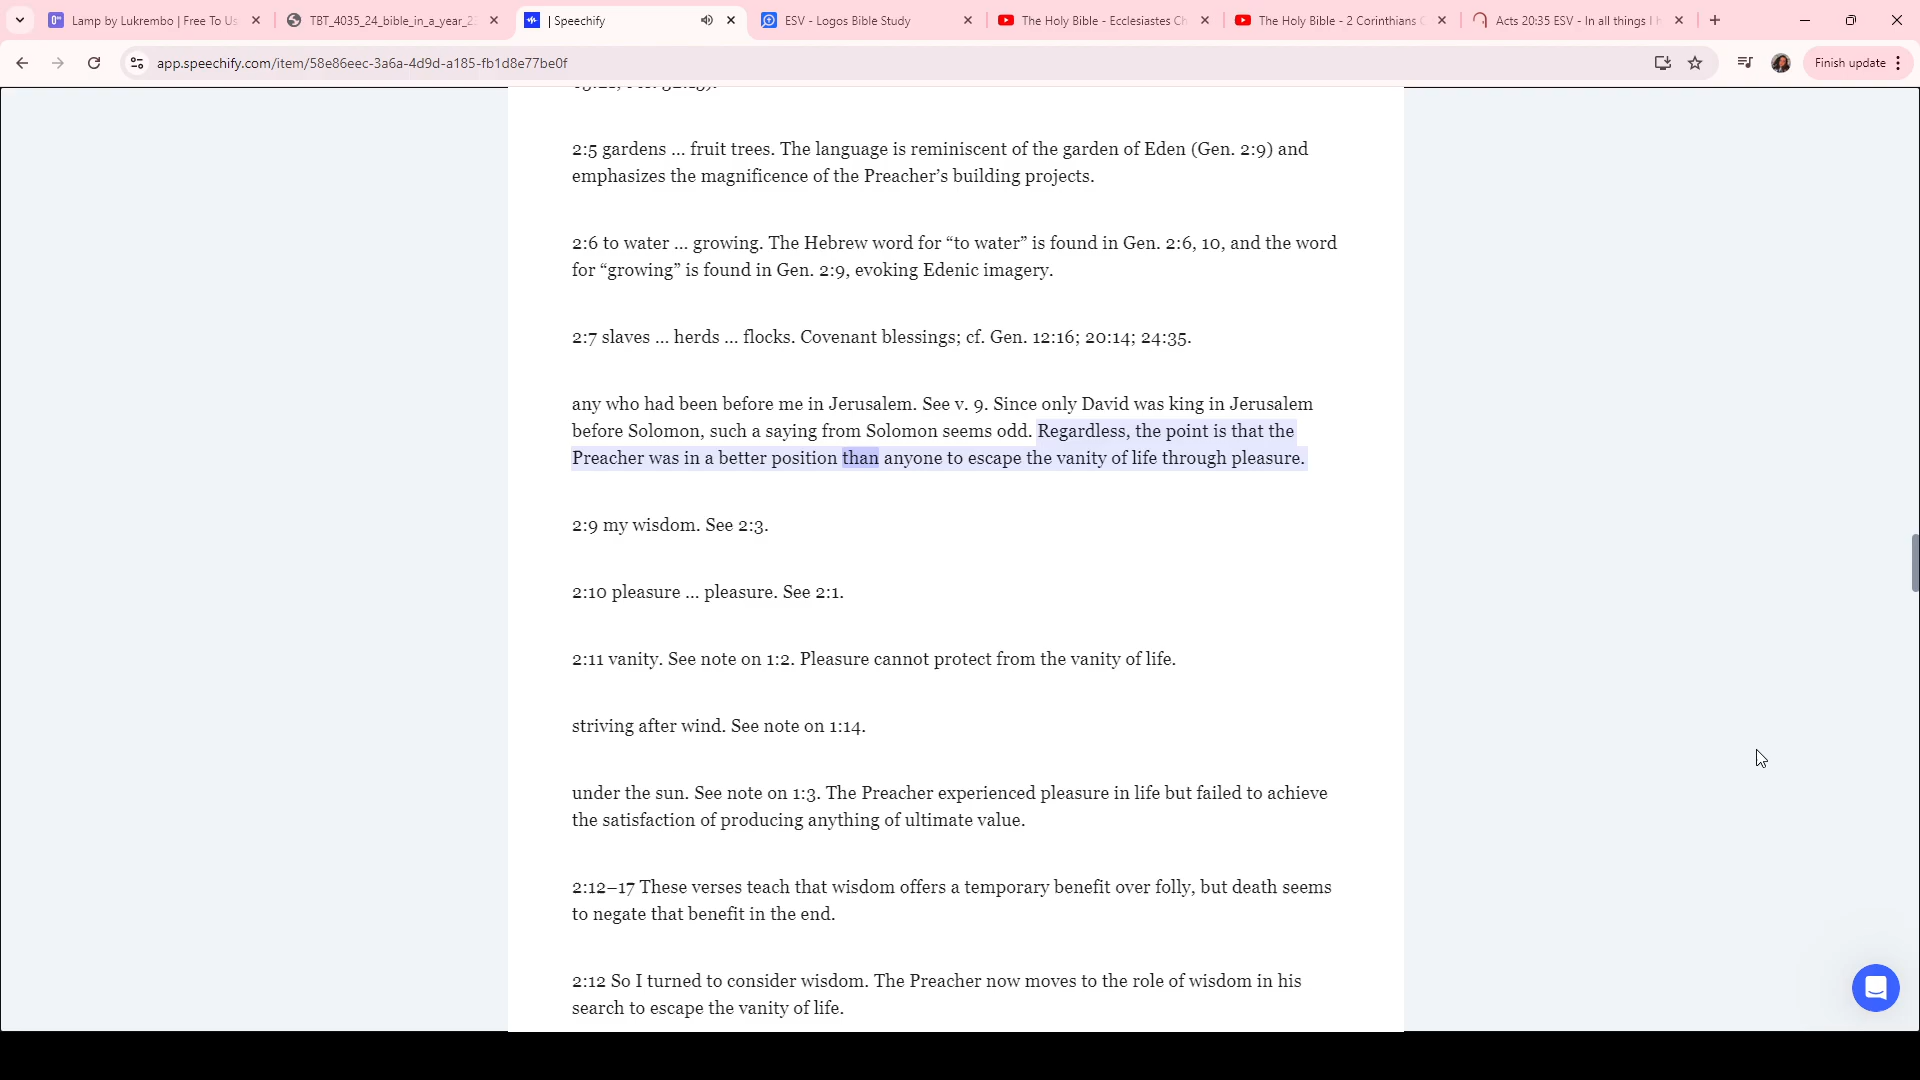 Lamp by Lukrembo | Free To Us
TBT_4035_24_bible_in_a_year_2
| Speechify
ESV - Logos Bible Study
The Holy Bible - Ecclesiastes Ch
The Holy Bible - 2 Corinthians C
Acts 20:35 ESV - In all things I h
app.speechify.com/item/58e86eec-3a6a-4d9d-a185-fb1d8e77be0f
Finish update
2:5 gardens … fruit trees. The language is reminiscent of the garden of Eden (Gen. 2:9) and
emphasizes the magnificence of the Preacher’s building projects.
2:6 to water … growing. The Hebrew word for “to water” is found in Gen. 2:6, 10, and the word
for “growing” is found in Gen. 2:9, evoking Edenic imagery.
2:7 slaves … herds … flocks. Covenant blessings; cf. Gen. 12:16; 20:14; 24:35.
any who had been before me in Jerusalem. See v. 9. Since only David was king in Jerusalem
before Solomon, such a saying from Solomon seems odd. Regardless, the point is that the
Preacher was in a better position than anyone to escape the vanity of life through pleasure.
2:9 my wisdom. See 2:3.
2:10 pleasure … pleasure. See 2:1.
2:11 vanity. See note on 1:2. Pleasure cannot protect from the vanity of life.
striving after wind. See note on 1:14.
under the sun. See note on 1:3. The Preacher experienced pleasure in life but failed to achieve
the satisfaction of producing anything of ultimate value.
2:12–17 These verses teach that wisdom offers a temporary benefit over folly, but death seems
to negate that benefit in the end.
2:12 So I turned to consider wisdom. The Preacher now moves to the role of wisdom in his
search to escape the vanity of life.